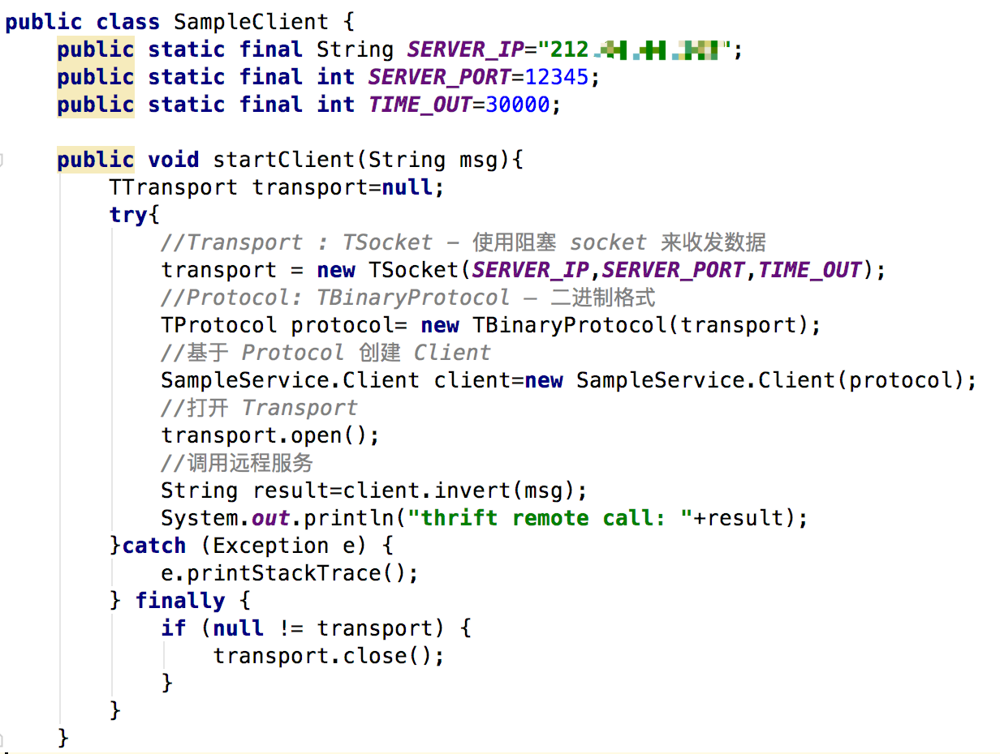 public class SampleClient {
public static final String SERVER_IP="212.";
public static final int SERVER_PORT=12345;
public static final int TIME_OUT=30000;
public void startClient(String msg){
TTransport transport=null;
try{
//Transport : TSocket – 使用阻塞 socket 来收发数据
transport = new TSocket(SERVER_IP,SERVER_PORT,TIME_OUT);
//Protocol: TBinaryProtocol – 二进制格式
TProtocol protocol= new TBinaryProtocol(transport);
//基于 Protocol 创建 Client
SampleService.Client client=new SampleService.Client(protocol);
//打开 Transport
transport.open();
//调用远程服务
String result=client.invert(msg);
System.out.println("thrift remote call: "+result);
}catch (Exception e) {
e.printStackTrace();
} finally {
if (null != transport) {
transport.close();
}
}
}